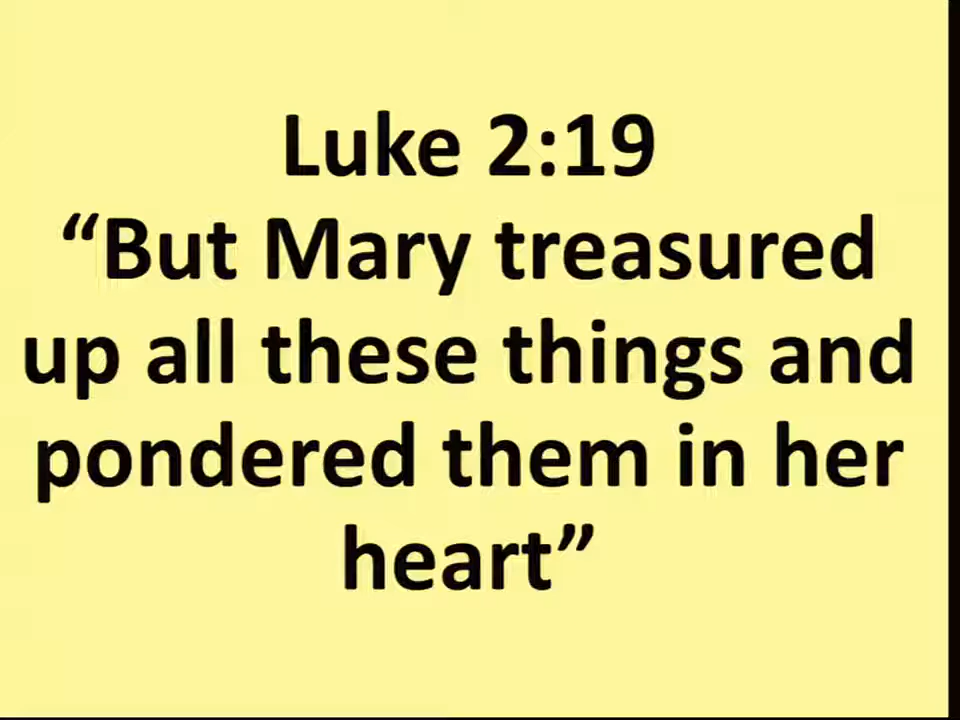 Luke 2:19
“But Mary treasured
up all these things and
pondered them in her
heart”